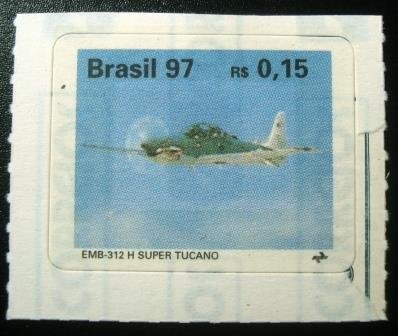 Brasil 97 R$ 0,15
EMB-312 H SUPER TUCANO